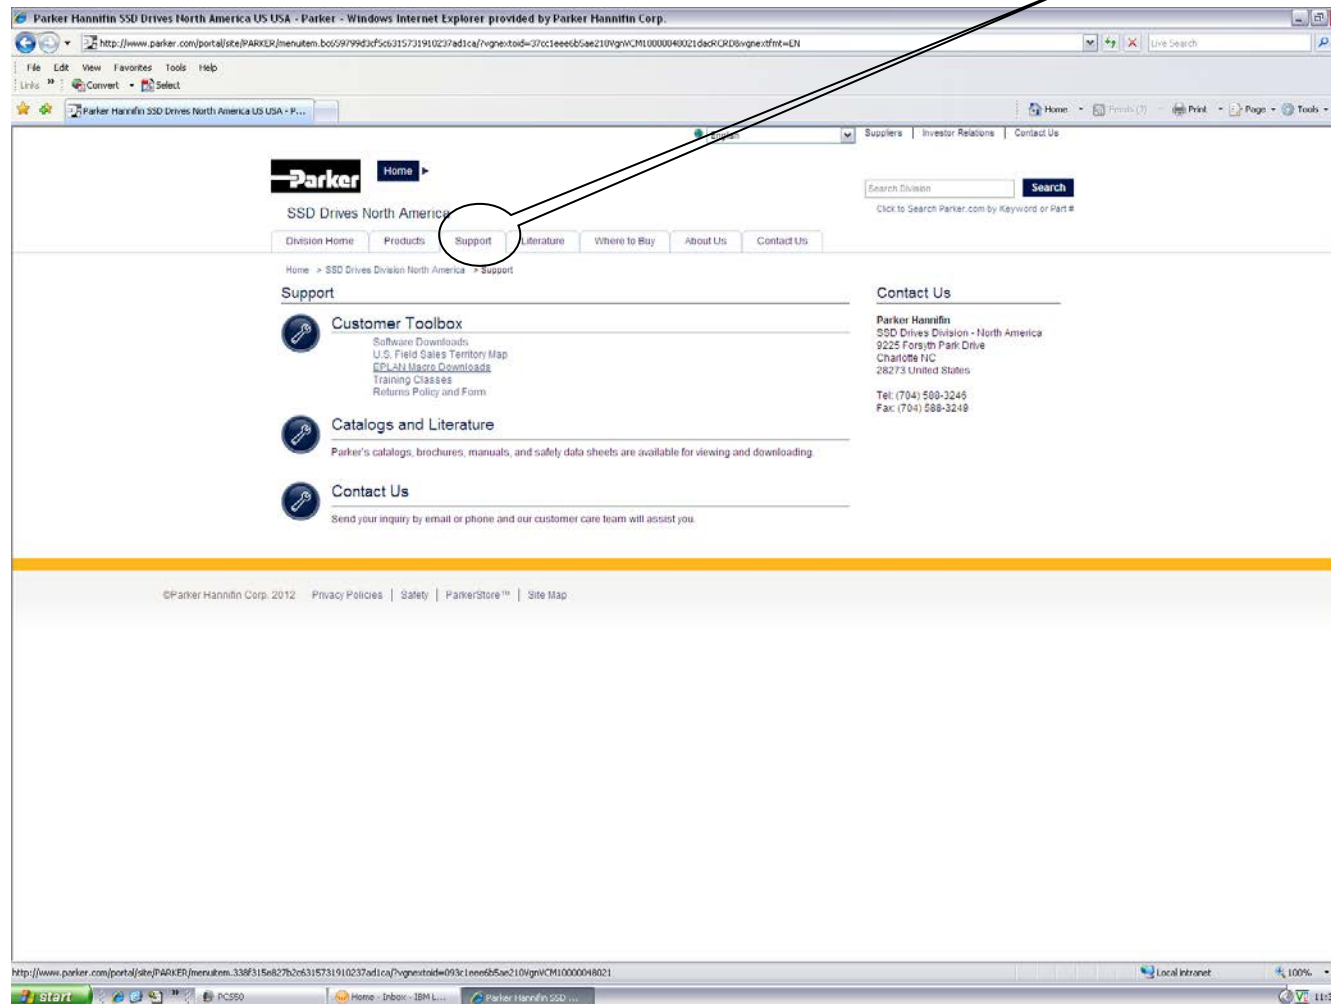 Parker Hannifin SSD Drives North America US USA - Parker - Windows Internet Explorer provided by Parker Hannifin Corp.
Live Search
File Edit View Favorites Tools Help
Links » Convert Select
Parker Hannifin SSD Drives North America US USA - P...
Home Print Page Tools
English
Suppliers | Investor Relations | Contact Us
Parker
Home
Search Division
Search
Click to Search Parker.com by Keyword or Part #
SSD Drives North America
Division Home Products Support Literature Where to Buy About Us Contact Us
Home > SSD Drives Division North America > Support
Support
Customer Toolbox
Software Downloads
U.S. Field Sales Territory Map
EPLAN Macro Downloads
Training Classes
Returns Policy and Form
Catalogs and Literature
Parker's catalogs, brochures, manuals, and safety data sheets are available for viewing and downloading.
Contact Us
Send your inquiry by email or phone and our customer care team will assist you.
Contact Us
Parker Hannifin
SSD Drives Division - North America
9225 Forsyth Park Drive
Charlotte NC
28273 United States
Tel: (704) 588-3246
Fax: (704) 588-3249
©Parker Hannifin Corp. 2012 Privacy Policies | Safety | ParkerStore™ | Site Map
Local intranet 100%
start » PC550 Home - Inbox - IBM L... Parker Hannifin SSD ...